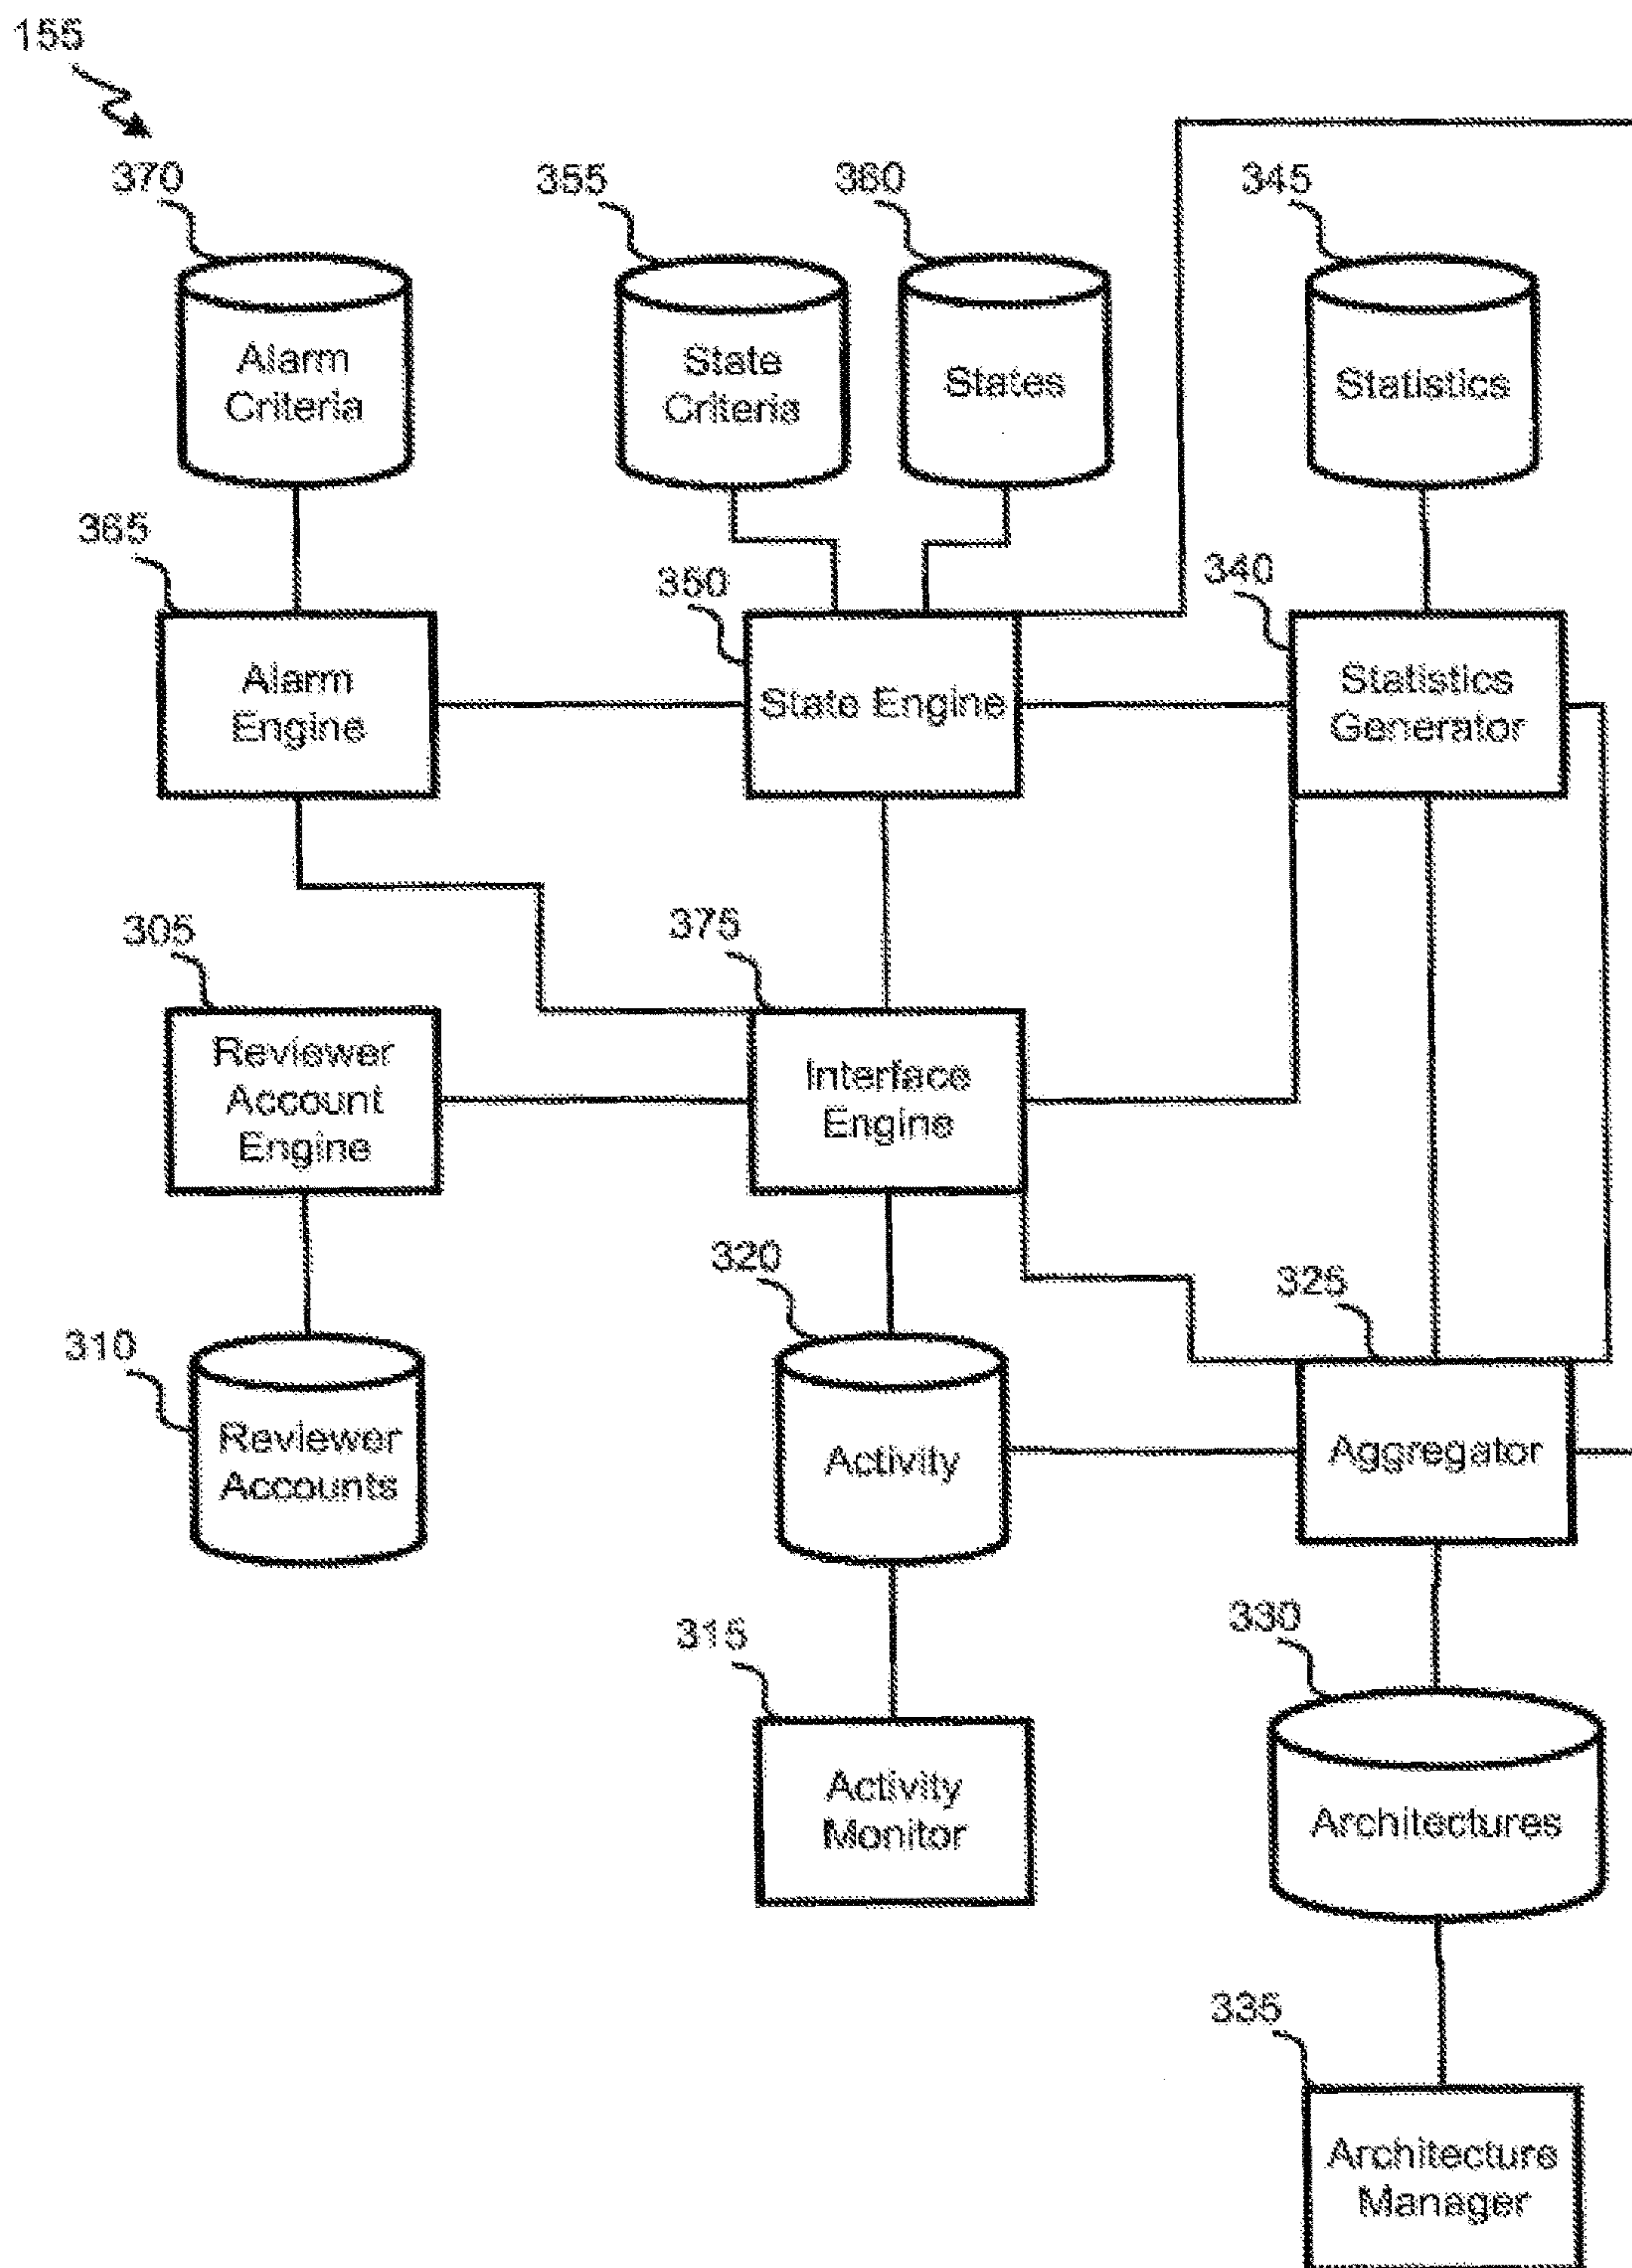 155
370
355
360
345
Alarm
Criteria
State
Criteria
States
Statistics
365
350
340
Alarm
Engine
State Engine
Statistics
Generator
305
375
Reviewer
Account
Engine
Interface
Engine
320
325
310
Reviewer
Accounts
Activity
Aggregator
315
330
Activity
Monitor
Architectures
335
Architecture
Manager